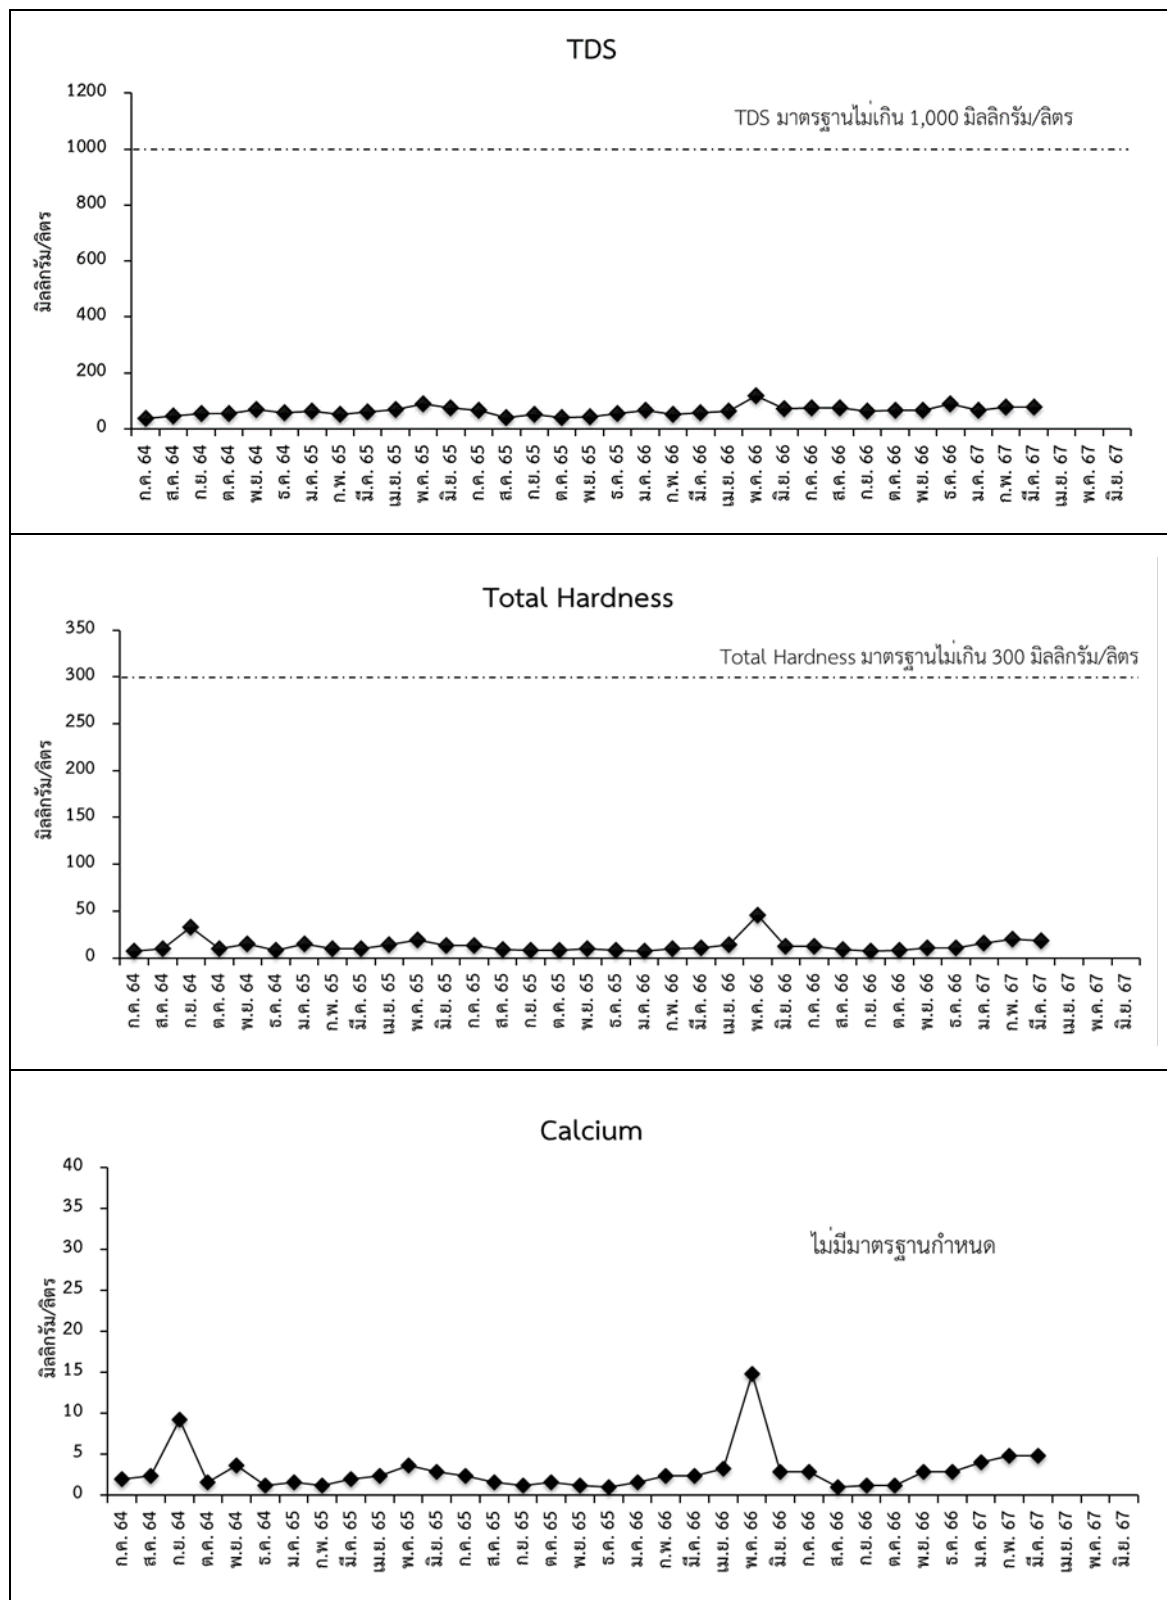 TDS
TDS มาตรฐานไม่เกิน 1,000 มิลลิกรัม/ลิตร
มิลลิกรัม/ลิตร
1200
1000
800
600
400
200
0
ก.ค. 64
ส.ค. 64
ก.ย. 64
ต.ค. 64
พ.ย. 64
ธ.ค. 64
ม.ค. 65
ก.พ. 65
มี.ค. 65
เม.ย. 65
พ.ค. 65
มิ.ย. 65
ก.ค. 65
ส.ค. 65
ก.ย. 65
ต.ค. 65
พ.ย. 65
ธ.ค. 65
ม.ค. 66
ก.พ. 66
มี.ค. 66
เม.ย. 66
พ.ค. 66
มิ.ย. 66
ก.ค. 66
ส.ค. 66
ก.ย. 66
ต.ค. 66
พ.ย. 66
ธ.ค. 66
ม.ค. 67
ก.พ. 67
มี.ค. 67
เม.ย. 67
พ.ค. 67
มิ.ย. 67
Total Hardness
Total Hardness มาตรฐานไม่เกิน 300 มิลลิกรัม/ลิตร
มิลลิกรัม/ลิตร
350
300
250
200
150
100
50
0
ก.ค. 64
ส.ค. 64
ก.ย. 64
ต.ค. 64
พ.ย. 64
ธ.ค. 64
ม.ค. 65
ก.พ. 65
มี.ค. 65
เม.ย. 65
พ.ค. 65
มิ.ย. 65
ก.ค. 65
ส.ค. 65
ก.ย. 65
ต.ค. 65
พ.ย. 65
ธ.ค. 65
ม.ค. 66
ก.พ. 66
มี.ค. 66
เม.ย. 66
พ.ค. 66
มิ.ย. 66
ก.ค. 66
ส.ค. 66
ก.ย. 66
ต.ค. 66
พ.ย. 66
ธ.ค. 66
ม.ค. 67
ก.พ. 67
มี.ค. 67
เม.ย. 67
พ.ค. 67
มิ.ย. 67
Calcium
ไม่มีมาตรฐานกำหนด
มิลลิกรัม/ลิตร
40
35
30
25
20
15
10
5
0
ก.ค. 64
ส.ค. 64
ก.ย. 64
ต.ค. 64
พ.ย. 64
ธ.ค. 64
ม.ค. 65
ก.พ. 65
มี.ค. 65
เม.ย. 65
พ.ค. 65
มิ.ย. 65
ก.ค. 65
ส.ค. 65
ก.ย. 65
ต.ค. 65
พ.ย. 65
ธ.ค. 65
ม.ค. 66
ก.พ. 66
มี.ค. 66
เม.ย. 66
พ.ค. 66
มิ.ย. 66
ก.ค. 66
ส.ค. 66
ก.ย. 66
ต.ค. 66
พ.ย. 66
ธ.ค. 66
ม.ค. 67
ก.พ. 67
มี.ค. 67
เม.ย. 67
พ.ค. 67
มิ.ย. 67